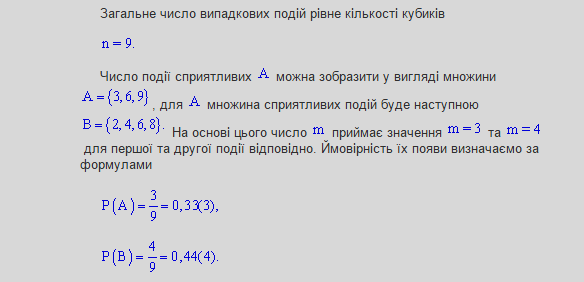 Загальне число випадкових подій рівне кількості кубиків
n = 9.
Число події сприятливих A можна зобразити у вигляді множини
A = {3, 6, 9} , для A множина сприятливих подій буде наступною
B = {2, 4, 6, 8}. На основі цього число m приймає значення m = 3 та m = 4
для першої та другої події відповідно. Ймовірність їх появи визначаємо за
формулами
P(A) = 3/9 = 0,33(3),
P(B) = 4/9 = 0,44(4).